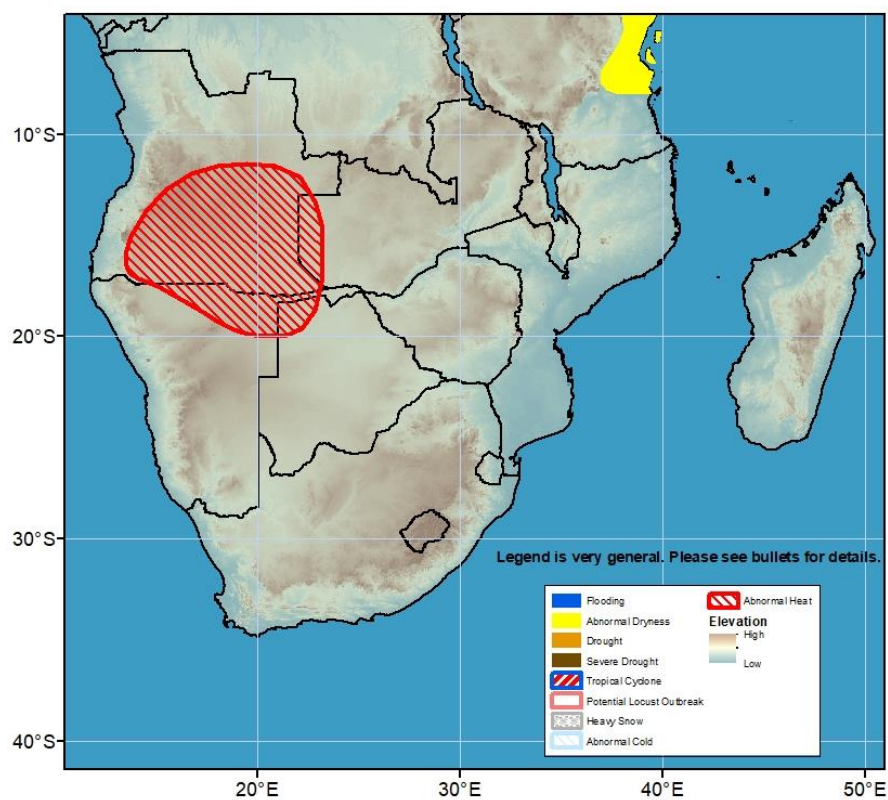 10°S
20°S
30°S
40°S
Legend is very general. Please see bullets for details.
Flooding
Abnormal Dryness
Drought
Severe Drought
Tropical Cyclone
Potential Locust Outbreak
Heavy Snow
Abnormal Cold
Abnormal Heat
Elevation
High
Low
20°E
30°E
40°E
50°E